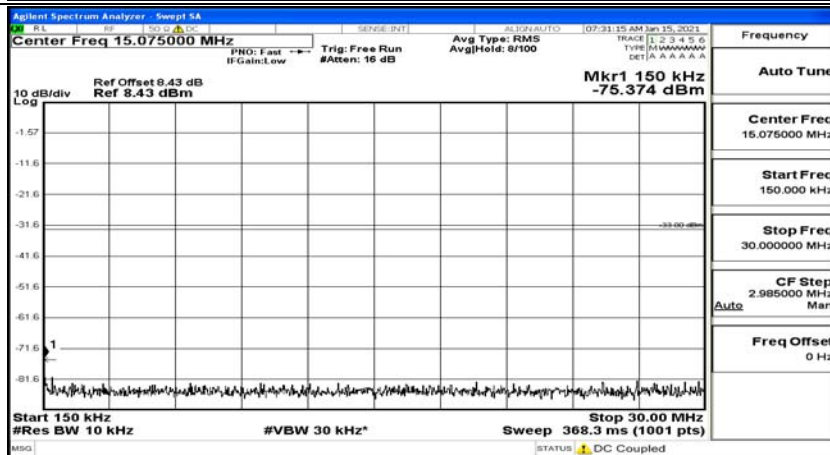 Agilent Spectrum Analyzer - Swept SA
RL RF 50 Ω DC SENSE:INT ALIGN AUTO 07:31:15 AM Jan 15, 2021
Center Freq 15.075000 MHz
PNO: Fast
IFGain:Low
Trig: Free Run
#Atten: 16 dB
Avg Type: RMS
Avg|Hold: 8/100
TRACE 1 2 3 4 5 6
TYPE M W W W W W
DET A A A A A A
Ref Offset 8.43 dB
Ref 8.43 dBm
10 dB/div
Log
Mkr1 150 kHz
-75.374 dBm
-1.57
-11.6
-21.6
-31.6
-33.00 dBm
-41.6
-51.6
-61.6
-71.6
1
-81.6
Start 150 kHz
#Res BW 10 kHz
#VBW 30 kHz*
Stop 30.00 MHz
Sweep 368.3 ms (1001 pts)
MSG
STATUS DC Coupled
Frequency
Auto Tune
Center Freq
15.075000 MHz
Start Freq
150.000 kHz
Stop Freq
30.000000 MHz
CF Step
2.985000 MHz
Auto Man
Freq Offset
0 Hz